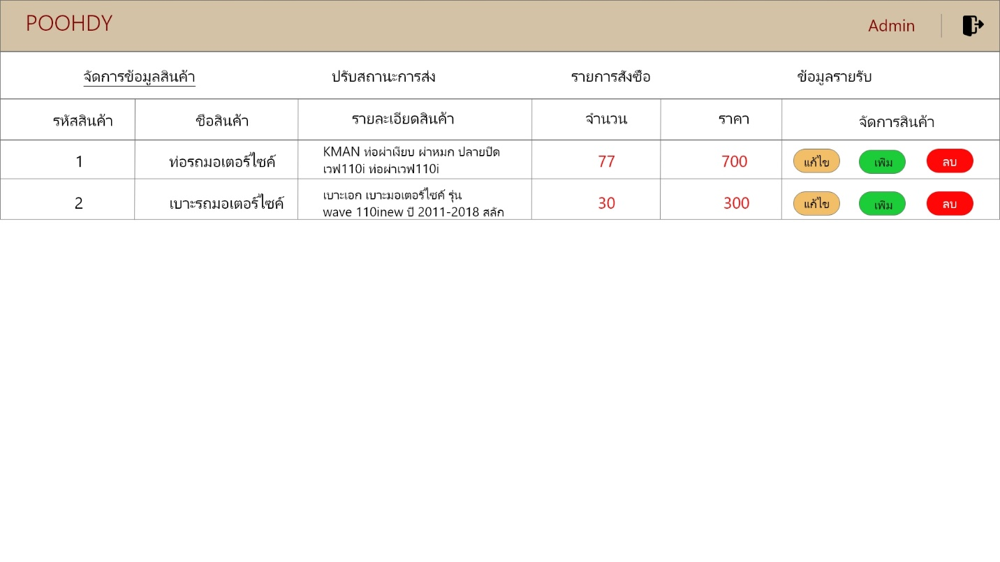 POOHDY
Admin
จัดการข้อมูลสินค้า ปรับสถานะการส่ง รายการสั่งซื้อ ข้อมูลรายรับ
รหัสสินค้า ชื่อสินค้า รายละเอียดสินค้า จำนวน ราคา จัดการสินค้า
1 ท่อรถมอเตอร์ไซค์ KMAN ท่อผ่าเงียบ ผ่าหมก ปลายปิด
เวฟ110i ท่อผ่าเวฟ110i 77 700 แก้ไข เพิ่ม ลบ
2 เบาะรถมอเตอร์ไซค์ เบาะเอก เบาะมอเตอร์ไซค์ รุ่น
wave 110inew ปี 2011-2018 สลัก 30 300 แก้ไข เพิ่ม ลบ